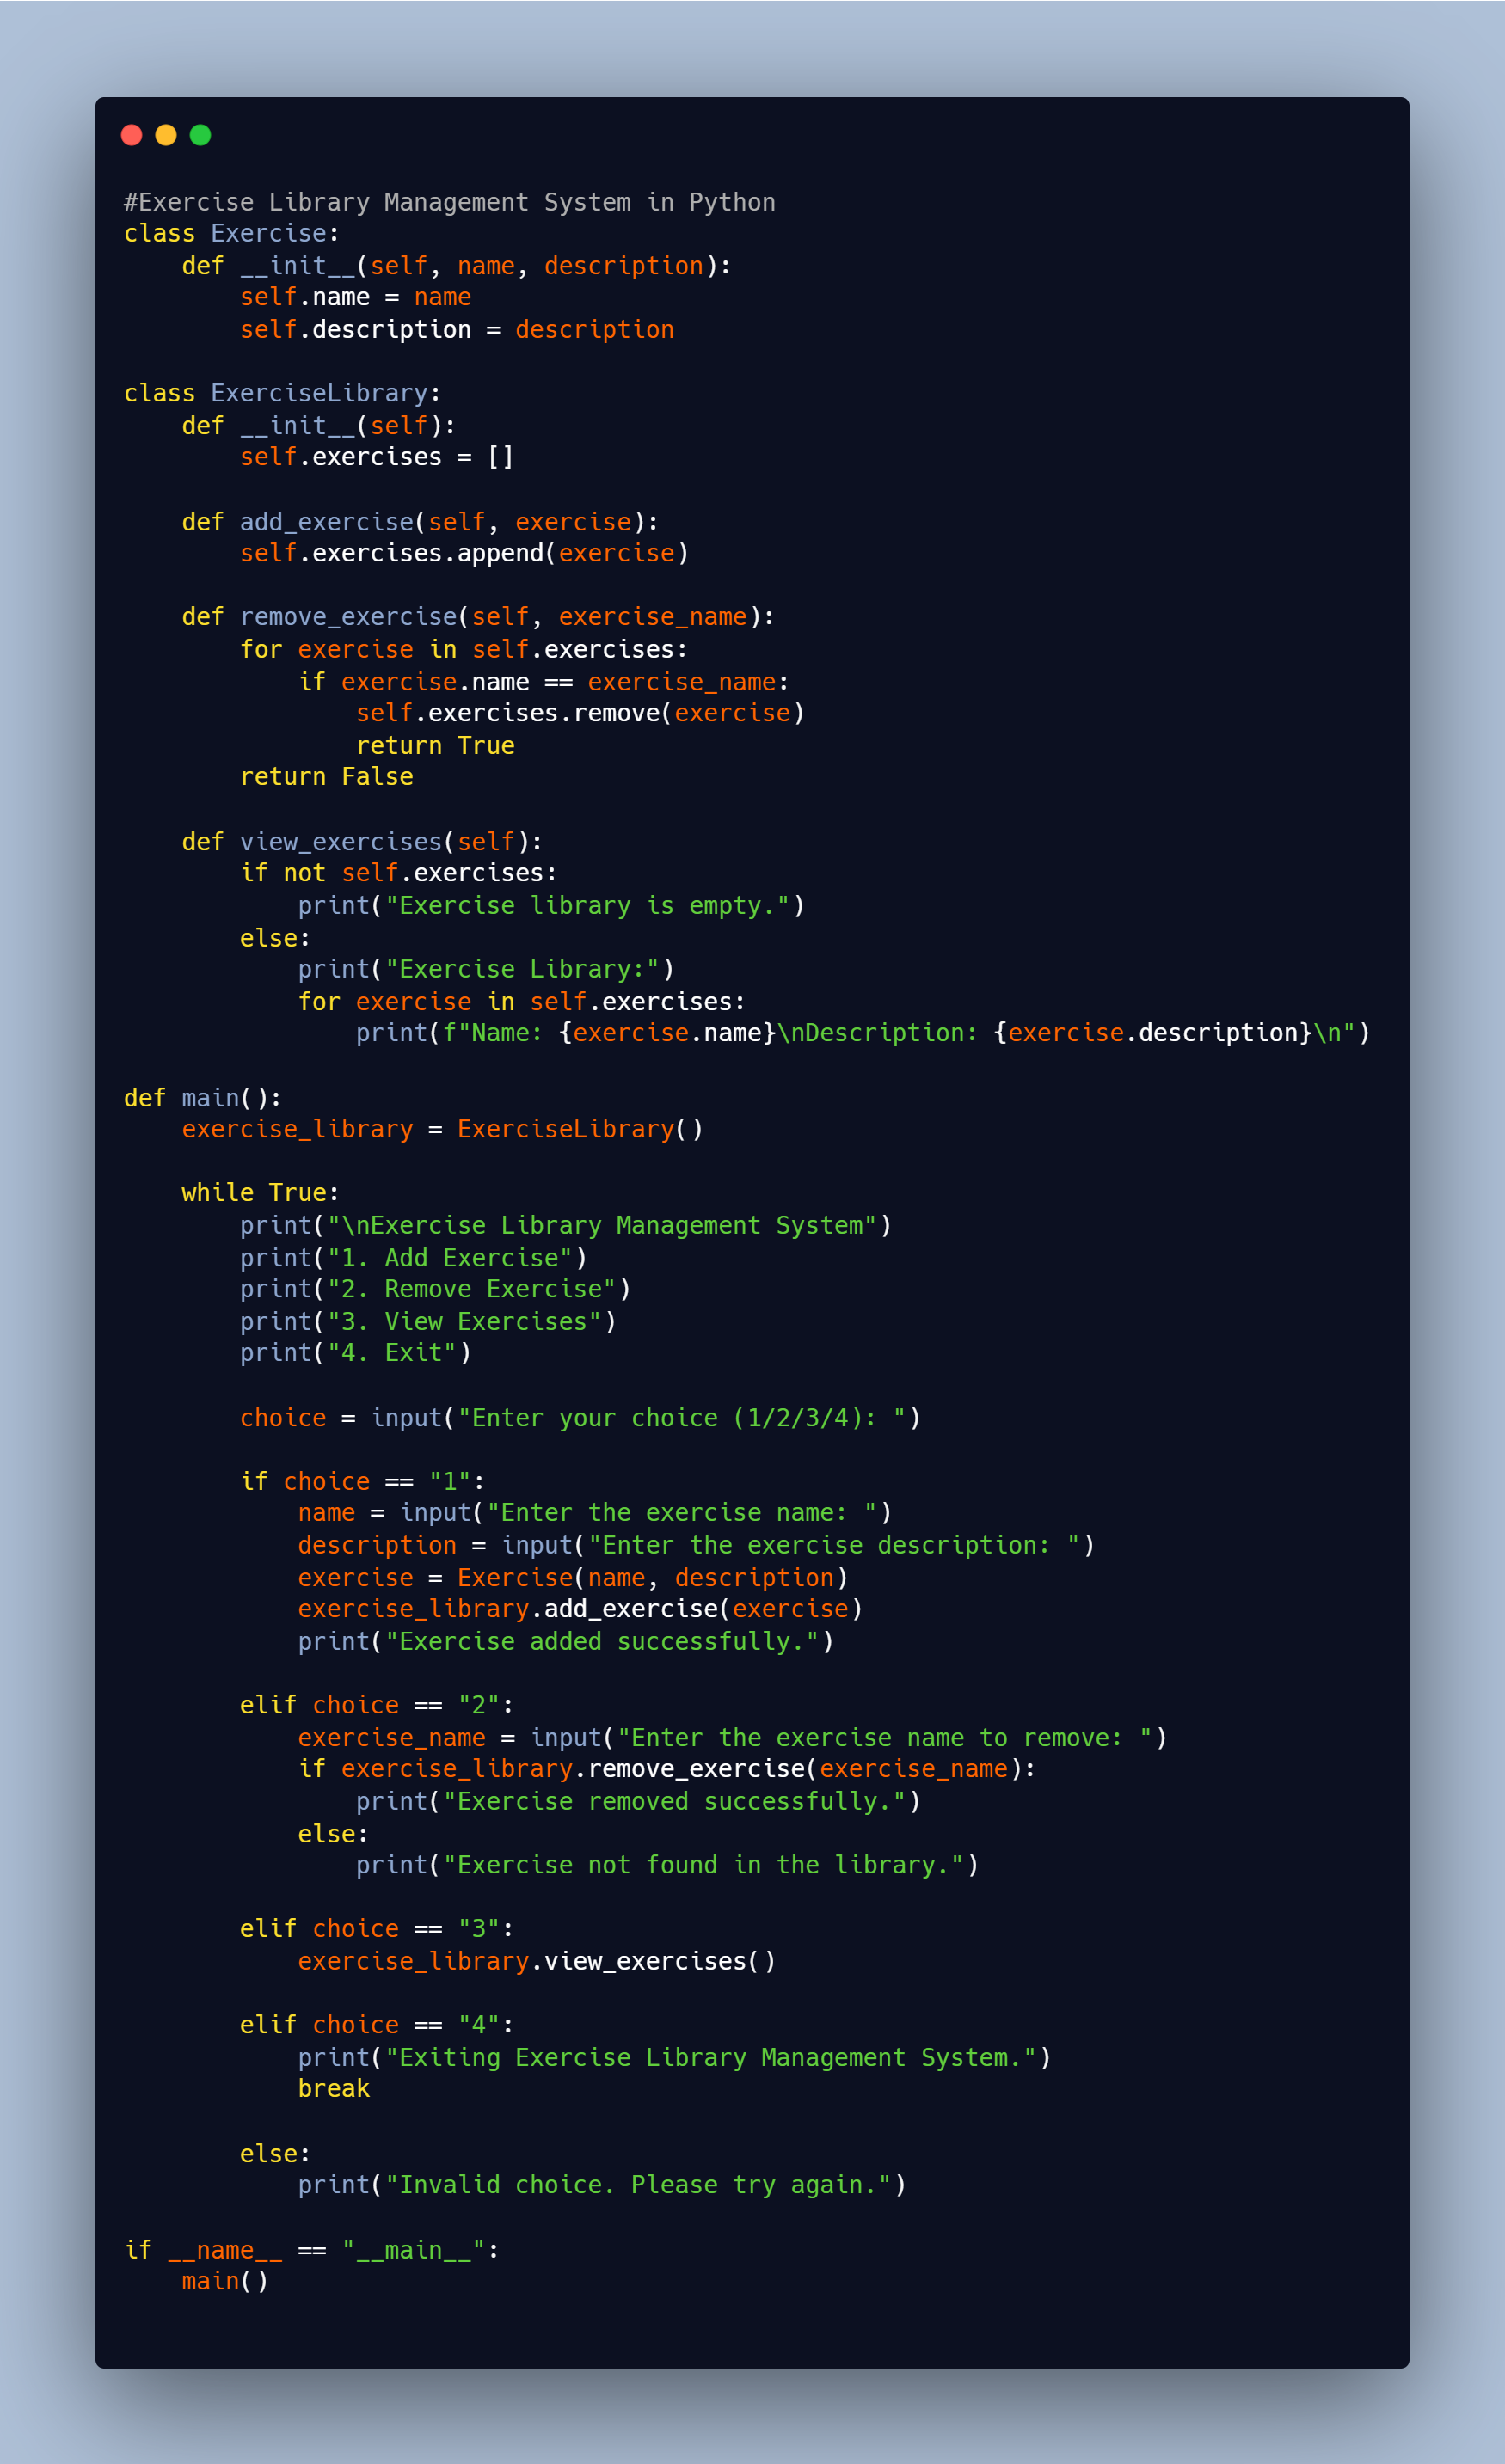 #Exercise Library Management System in Python
class Exercise:
    def __init__(self, name, description):
        self.name = name
        self.description = description

class ExerciseLibrary:
    def __init__(self):
        self.exercises = []

    def add_exercise(self, exercise):
        self.exercises.append(exercise)

    def remove_exercise(self, exercise_name):
        for exercise in self.exercises:
            if exercise.name == exercise_name:
                self.exercises.remove(exercise)
                return True
        return False

    def view_exercises(self):
        if not self.exercises:
            print("Exercise library is empty.")
        else:
            print("Exercise Library:")
            for exercise in self.exercises:
                print(f"Name: {exercise.name}\nDescription: {exercise.description}\n")

def main():
    exercise_library = ExerciseLibrary()

    while True:
        print("\nExercise Library Management System")
        print("1. Add Exercise")
        print("2. Remove Exercise")
        print("3. View Exercises")
        print("4. Exit")

        choice = input("Enter your choice (1/2/3/4): ")

        if choice == "1":
            name = input("Enter the exercise name: ")
            description = input("Enter the exercise description: ")
            exercise = Exercise(name, description)
            exercise_library.add_exercise(exercise)
            print("Exercise added successfully.")

        elif choice == "2":
            exercise_name = input("Enter the exercise name to remove: ")
            if exercise_library.remove_exercise(exercise_name):
                print("Exercise removed successfully.")
            else:
                print("Exercise not found in the library.")

        elif choice == "3":
            exercise_library.view_exercises()

        elif choice == "4":
            print("Exiting Exercise Library Management System.")
            break

        else:
            print("Invalid choice. Please try again.")

if __name__ == "__main__":
    main()